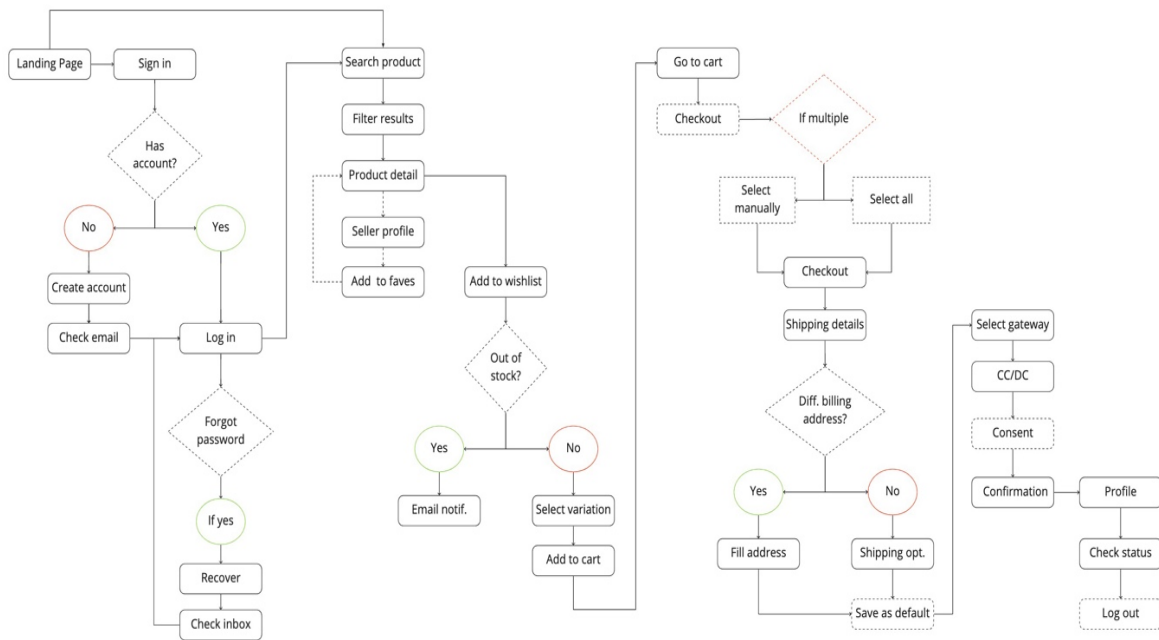 Landing Page
Sign in
Has
account?
No
Yes
Create account
Check email
Log in
Forgot
password
If yes
Recover
Check inbox
Search product
Filter results
Product detail
Seller profile
Add to faves
Add to wishlist
Out of
stock?
Yes
No
Email notif.
Select variation
Add to cart
Go to cart
Checkout
If multiple
Select
manually
Select all
Checkout
Shipping details
Diff. billing
address?
Yes
No
Fill address
Shipping opt.
Save as default
Select gateway
CC/DC
Consent
Confirmation
Profile
Check status
Log out